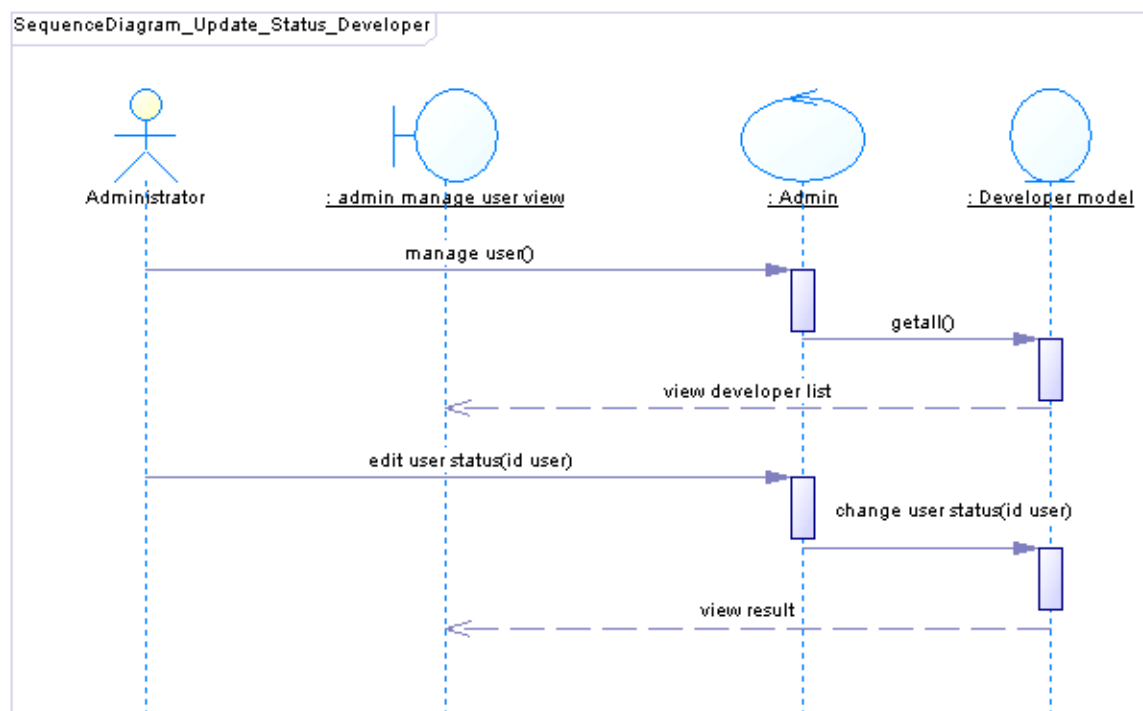 SequenceDiagram_Update_Status_Developer
Administrator
: admin manage user view
: Admin
: Developer model
manage user()
getall()
view developer list
edit user status(id user)
change user status(id user)
view result